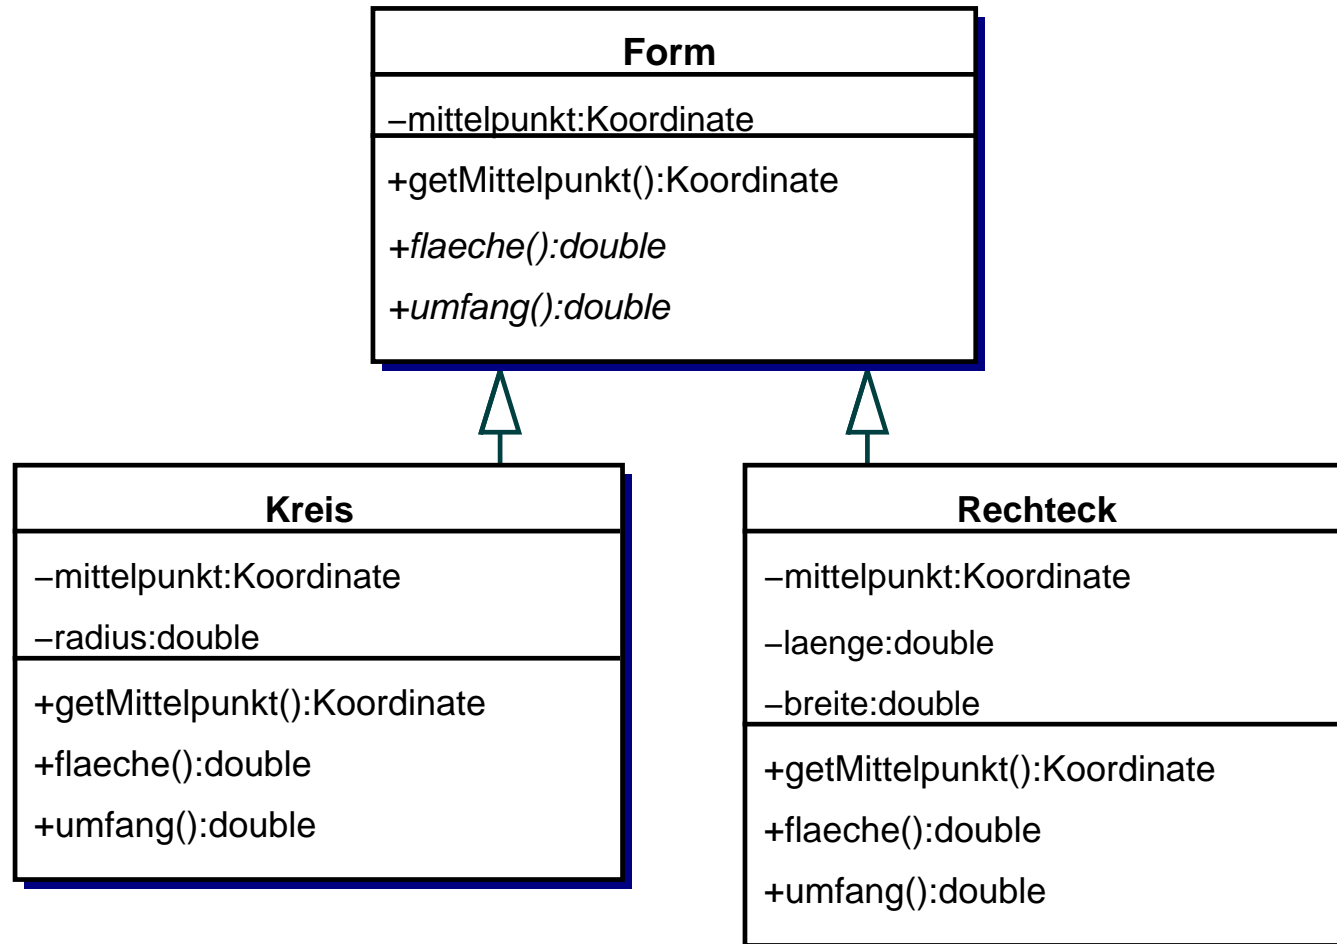 Form
–mittelpunkt:Koordinate
+getMittelpunkt():Koordinate
+flaeche():double
+umfang():double
Kreis
–mittelpunkt:Koordinate
–radius:double
+getMittelpunkt():Koordinate
+flaeche():double
+umfang():double
Rechteck
–mittelpunkt:Koordinate
–laenge:double
–breite:double
+getMittelpunkt():Koordinate
+flaeche():double
+umfang():double